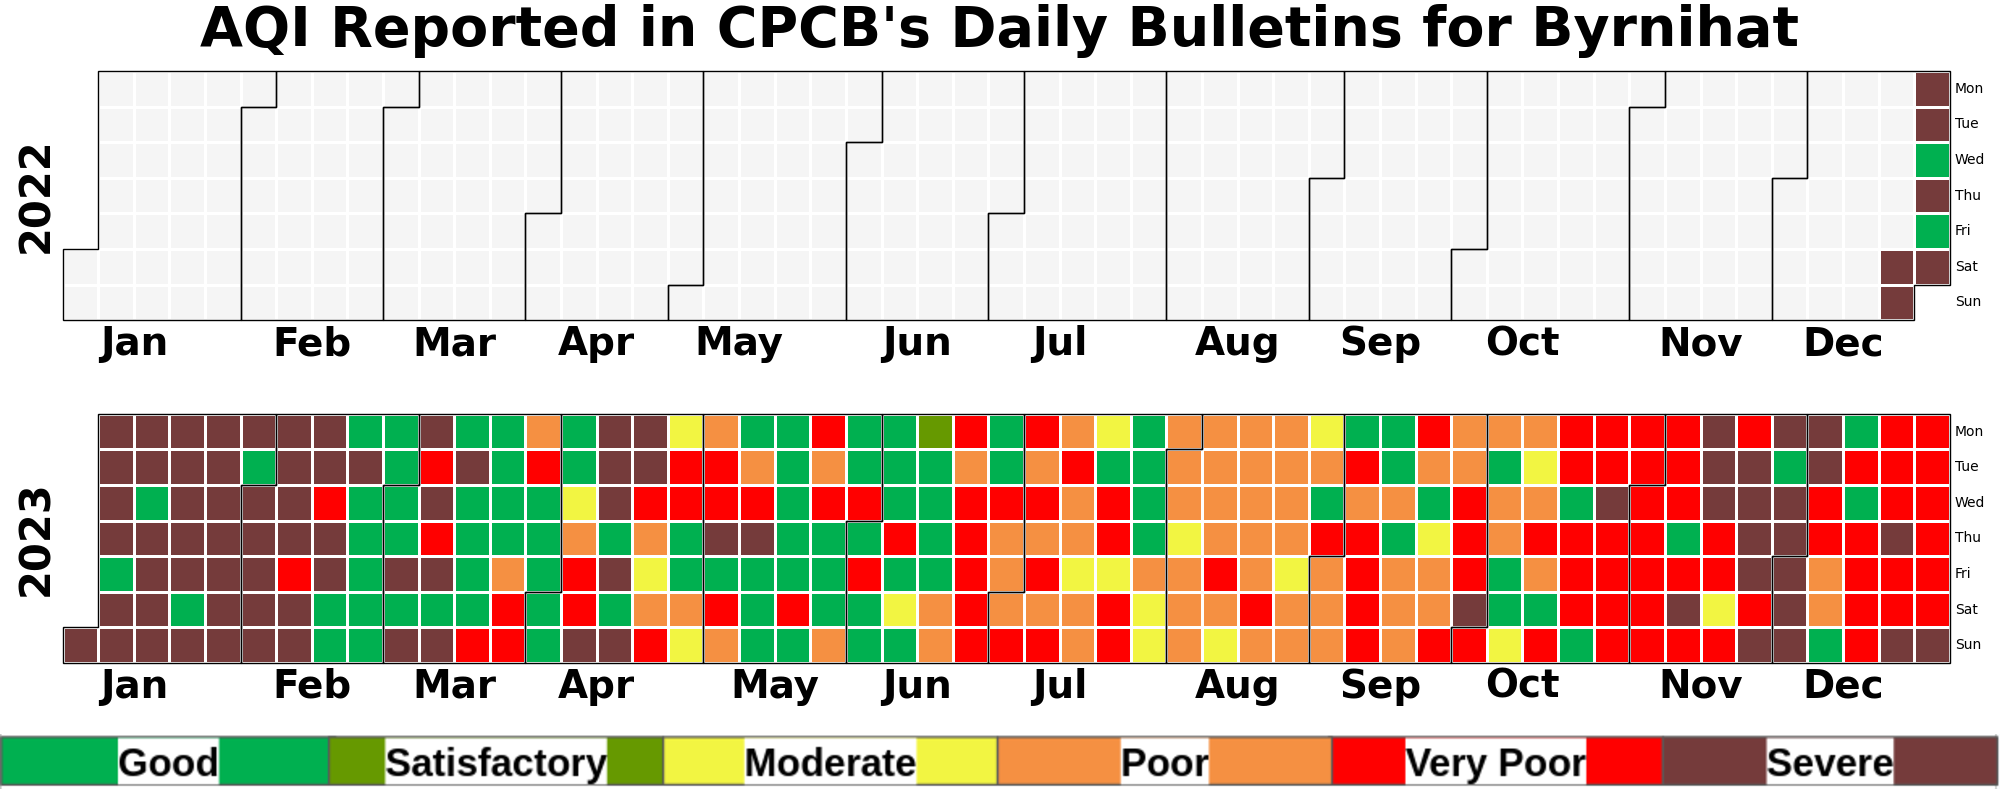 AQI Reported in CPCB's Daily Bulletins for Byrnihat
2022
Mon
Tue
Wed
Thu
Fri
Sat
Sun
Jan Feb Mar Apr May Jun Jul Aug Sep Oct Nov Dec
2023
Mon
Tue
Wed
Thu
Fri
Sat
Sun
Jan Feb Mar Apr May Jun Jul Aug Sep Oct Nov Dec
Good Satisfactory Moderate Poor Very Poor Severe